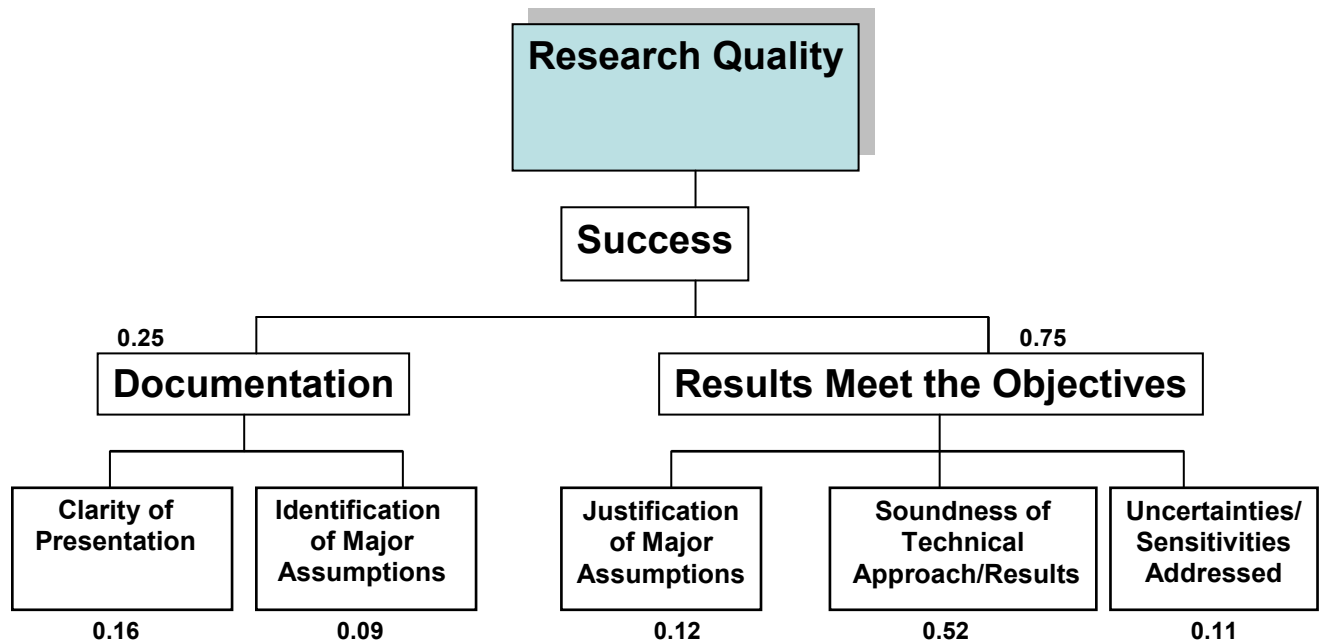 Research Quality
Success
0.25
0.75
Documentation
Results Meet the Objectives
Clarity of
Presentation
Identification
of Major
Assumptions
Justification
of Major
Assumptions
Soundness of
Technical
Approach/Results
Uncertainties/
Sensitivities
Addressed
0.16
0.09
0.12
0.52
0.11